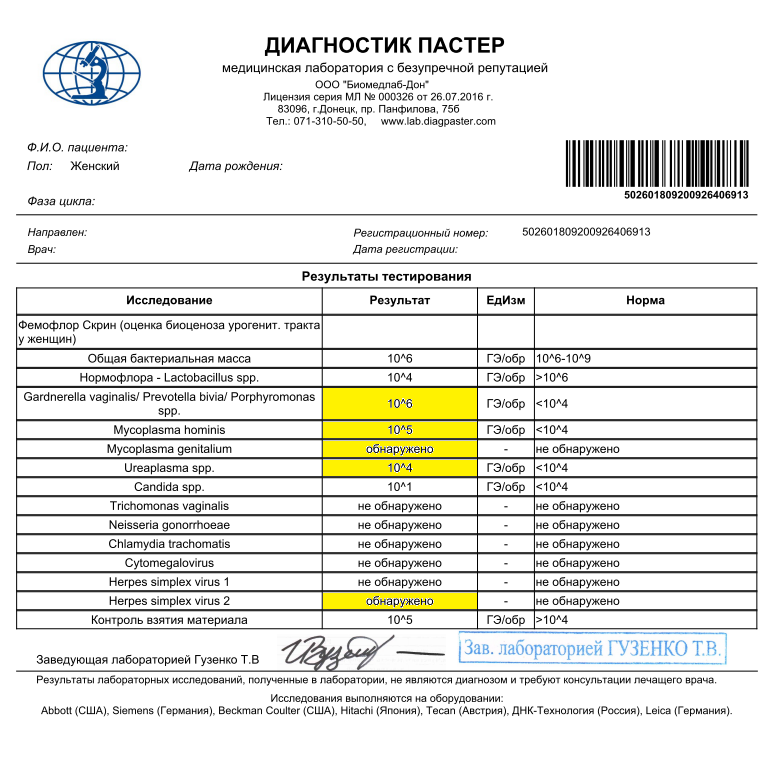 ДИАГНОСТИК ПАСТЕР
медицинская лаборатория с безупречной репутацией
ООО "Биомедлаб-Дон"
Лицензия серия МЛ № 000326 от 26.07.2016 г.
83096, г.Донецк, пр. Панфилова, 75б
Тел.: 071-310-50-50, www.lab.diagpaster.com
Ф.И.О. пациента:
Пол: Женский Дата рождения:
502601809200926406913
Фаза цикла:
Направлен: Регистрационный номер: 502601809200926406913
Врач: Дата регистрации:
Результаты тестирования
Исследование Результат ЕдИзм Норма
Фемофлор Скрин (оценка биоценоза урогенит. тракта
у женщин)
Общая бактериальная масса 10^6 ГЭ/обр 10^6-10^9
Нормофлора - Lactobacillus spp. 10^4 ГЭ/обр >10^6
Gardnerella vaginalis/ Prevotella bivia/ Porphyromonas
spp. 10^6 ГЭ/обр <10^4
Mycoplasma hominis 10^5 ГЭ/обр <10^4
Mycoplasma genitalium обнаружено - не обнаружено
Ureaplasma spp. 10^4 ГЭ/обр <10^4
Candida spp. 10^1 ГЭ/обр <10^4
Trichomonas vaginalis не обнаружено - не обнаружено
Neisseria gonorrhoeae не обнаружено - не обнаружено
Chlamydia trachomatis не обнаружено - не обнаружено
Cytomegalovirus не обнаружено - не обнаружено
Herpes simplex virus 1 не обнаружено - не обнаружено
Herpes simplex virus 2 обнаружено - не обнаружено
Контроль взятия материала 10^5 ГЭ/обр >10^4
Заведующая лабораторией Гузенко Т.В
Зав. лабораторией ГУЗЕНКО Т.В.
Результаты лабораторных исследований, полученные в лаборатории, не являются диагнозом и требуют консультации лечащего врача.
Исследования выполняются на оборудовании:
Abbott (США), Siemens (Германия), Beckman Coulter (США), Hitachi (Япония), Tecan (Австрия), ДНК-Технология (Россия), Leica (Германия).